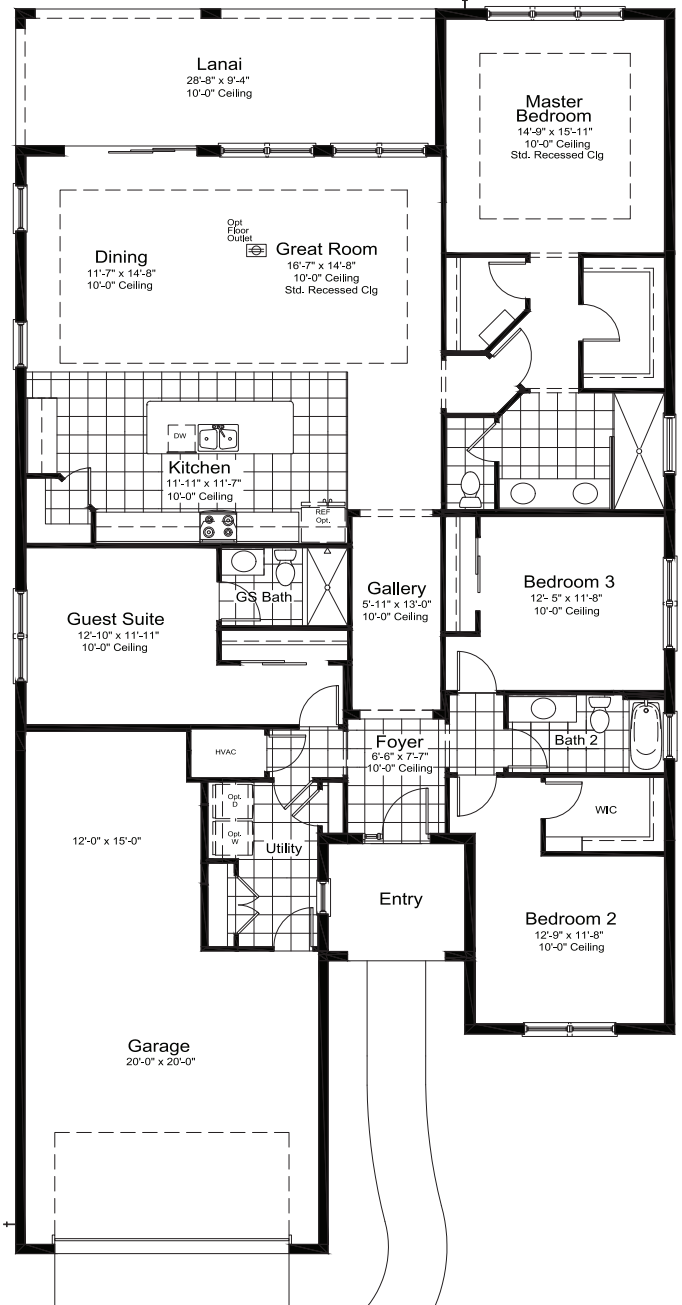 Lanai
28'-8" x 9'-4"
10'-0" Ceiling
Master
Bedroom
14'-9" x 15'-11"
10'-0" Ceiling
Std. Recessed Clg
Opt
Floor
Outlet
Dining
11'-7" x 14'-8"
10'-0" Ceiling
Great Room
16'-7" x 14'-8"
10'-0" Ceiling
Std. Recessed Clg
DW
Kitchen
11'-11" x 11'-7"
10'-0" Ceiling
REF
Opt.
GS Bath
Gallery
5'-11" x 13'-0"
10'-0" Ceiling
Bedroom 3
12'- 5" x 11'-8"
10'-0" Ceiling
Guest Suite
12'-10" x 11'-11"
10'-0" Ceiling
HVAC
Foyer
6'-6" x 7'-7"
10'-0" Ceiling
Bath 2
Opt.
D
Opt.
W
Utility
WIC
12'-0" x 15'-0"
Entry
Bedroom 2
12'-9" x 11'-8"
10'-0" Ceiling
Garage
20'-0" x 20'-0"